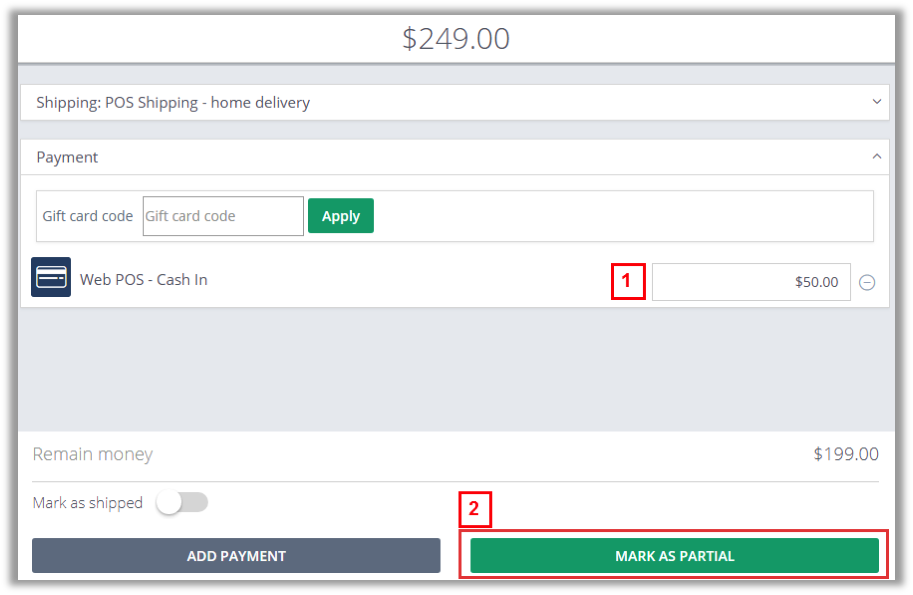 $249.00
Shipping: POS Shipping - home delivery
Payment
Gift card code Gift card code Apply
Web POS - Cash In 1 $50.00
Remain money $199.00
Mark as shipped
2
ADD PAYMENT MARK AS PARTIAL